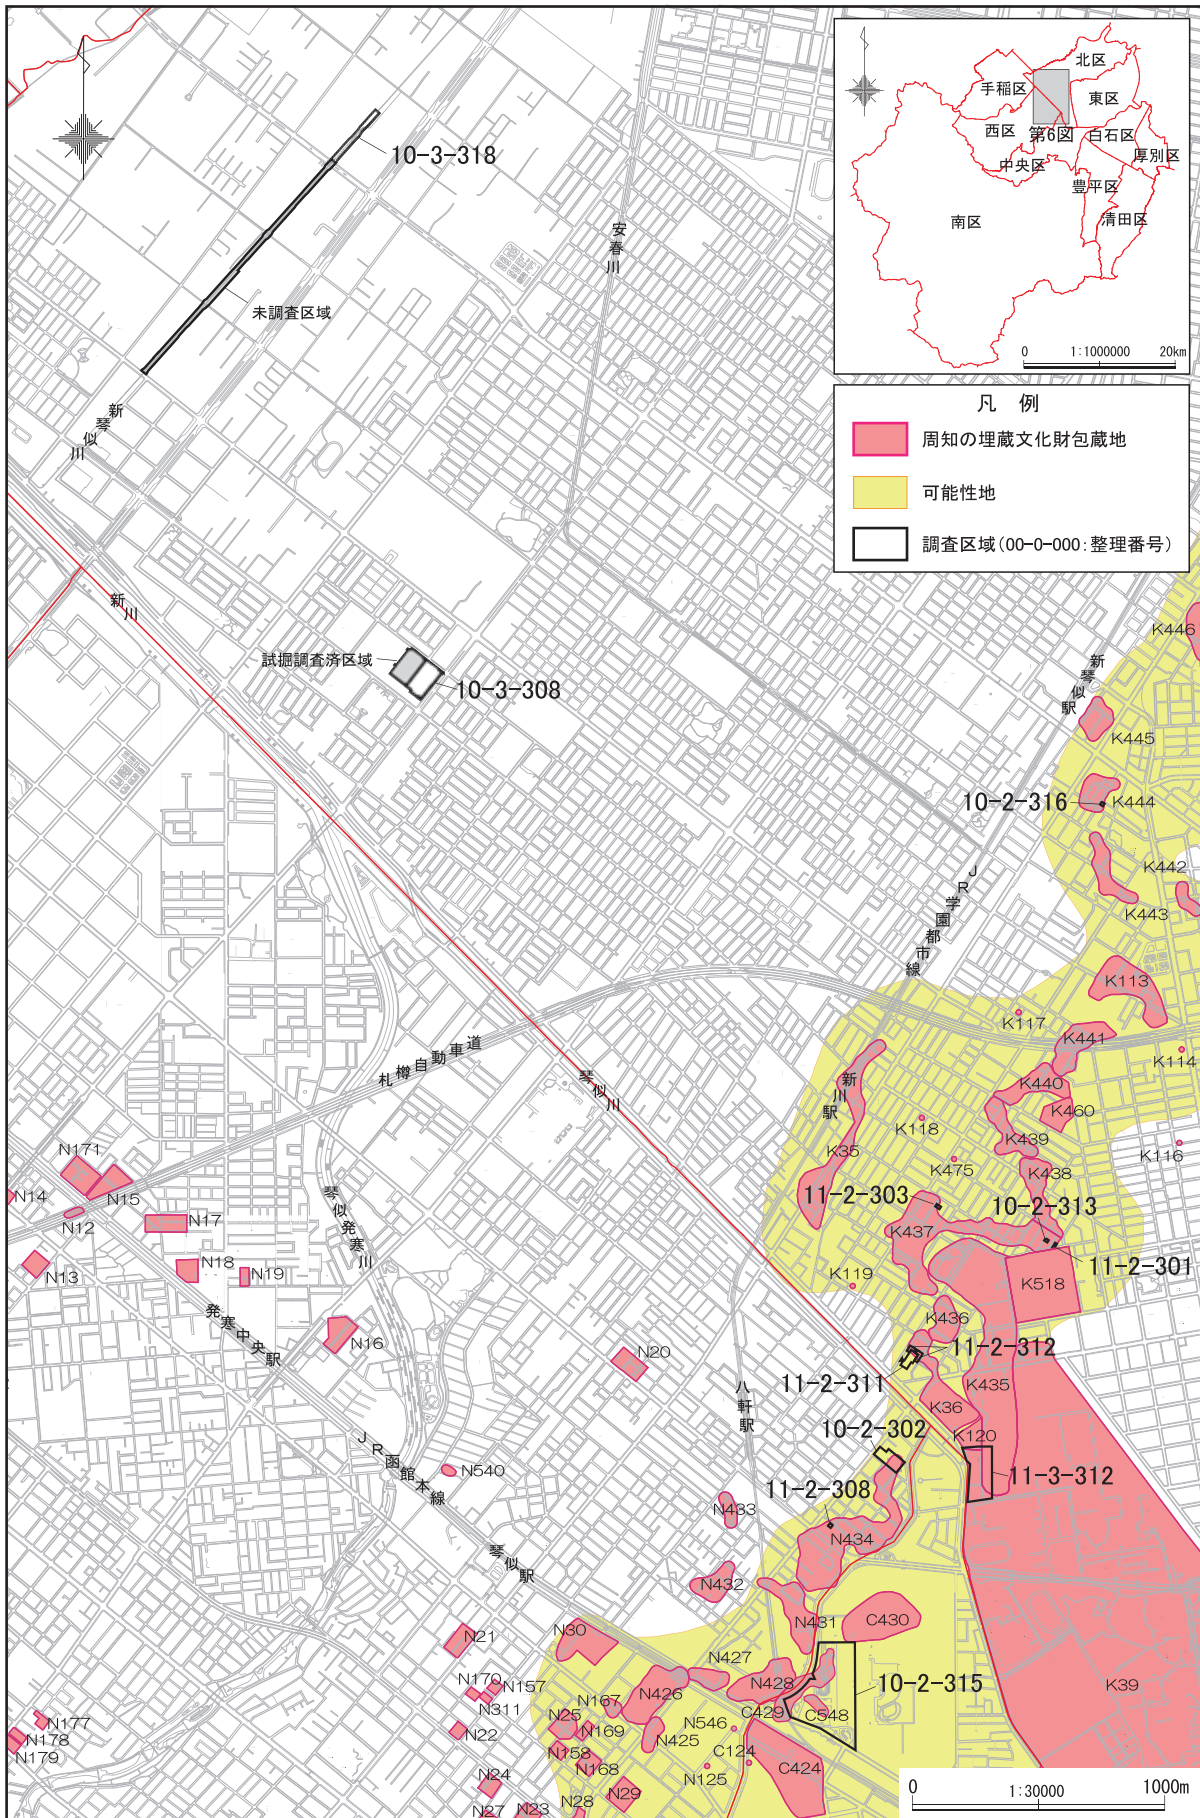 10-3-318
未調査区域
安春川
新琴似川
新川
試掘調査済区域
10-3-308
北区
手稲区
東区
西区
第6図
白石区
厚別区
中央区
豊平区
清田区
南区
0 1:1000000 20km
凡 例
周知の埋蔵文化財包蔵地
可能性地
調査区域(00-0-000:整理番号)
K446
新琴似駅
K445
10-2-316
K444
K442
K443
JR学園都市線
K113
K117
K441
K114
札樽自動車道
琴似川
新川駅
K440
K460
K118
K439
K116
K35
K475
K438
N171
N14
N15
N12
N17
琴似発寒川
11-2-303
10-2-313
K437
11-2-301
N13
N18
N19
K119
K518
発寒中央駅
N16
K436
11-2-312
N20
11-2-311
K435
八軒駅
K36
10-2-302
K120
JR函館本線
N540
11-3-312
11-2-308
N433
N434
琴似駅
N432
N431
C430
N21
N30
N427
N170
N157
N167
N426
N428
10-2-315
K39
N311
N25
C429
C548
N177
N178
N179
N22
N169
N425
N546
N158
C124
N168
N125
C424
N24
N29
N27
N23
N28
0 1:30000 1000m